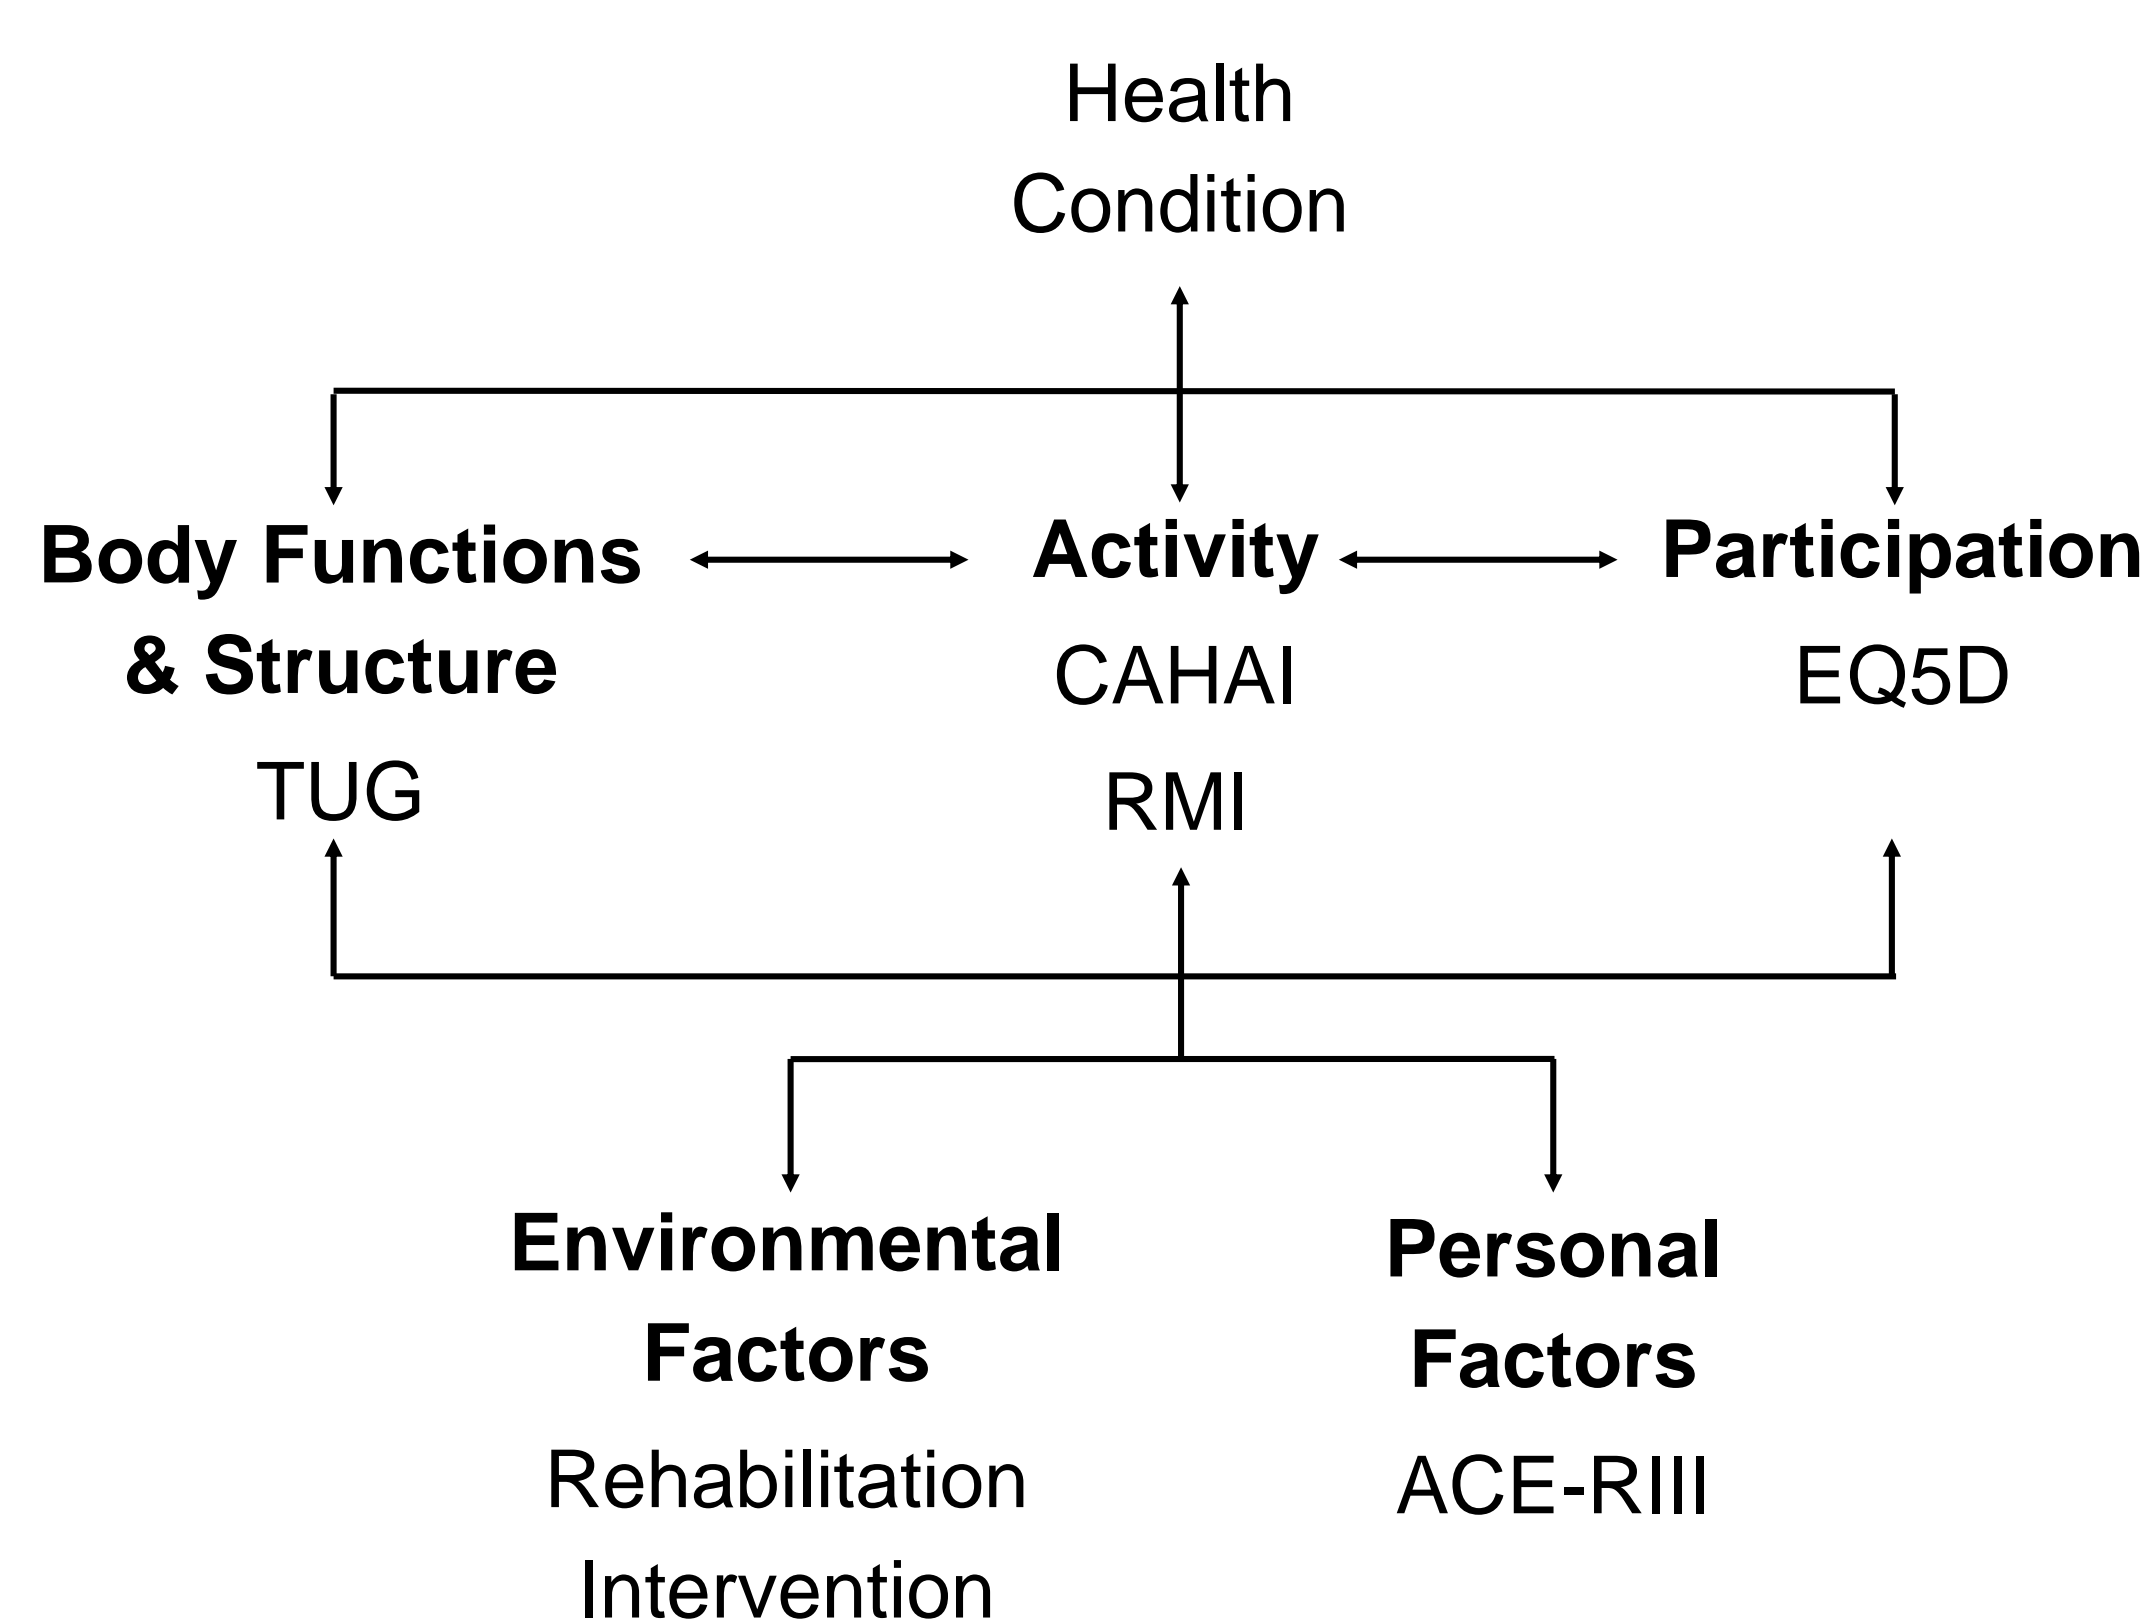 Health
Condition
Body Functions
& Structure
TUG
Activity
CAHAI
RMI
Participation
EQ5D
Environmental
Factors
Rehabilitation
Intervention
Personal
Factors
ACE-RIII